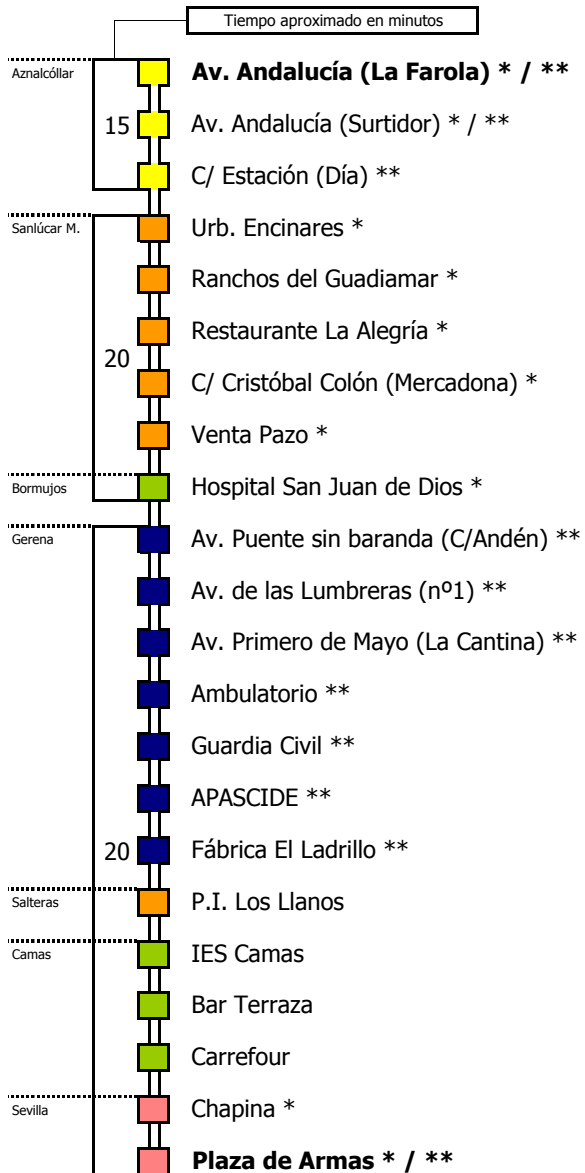 Tiempo aproximado en minutos
Aznalcóllar
Av. Andalucía (La Farola) * / **
15
Av. Andalucía (Surtidor) * / **
C/ Estación (Día) **
Sanlúcar M.
Urb. Encinares *
Ranchos del Guadiamar *
Restaurante La Alegría *
20
C/ Cristóbal Colón (Mercadona) *
Venta Pazo *
Bormujos
Hospital San Juan de Dios *
Gerena
Av. Puente sin baranda (C/Andén) **
Av. de las Lumbreras (nº1) **
Av. Primero de Mayo (La Cantina) **
Ambulatorio **
Guardia Civil **
APASCIDE **
20
Fábrica El Ladrillo **
Salteras
P.I. Los Llanos
Camas
IES Camas
Bar Terraza
Carrefour
Sevilla
Chapina *
Plaza de Armas * / **